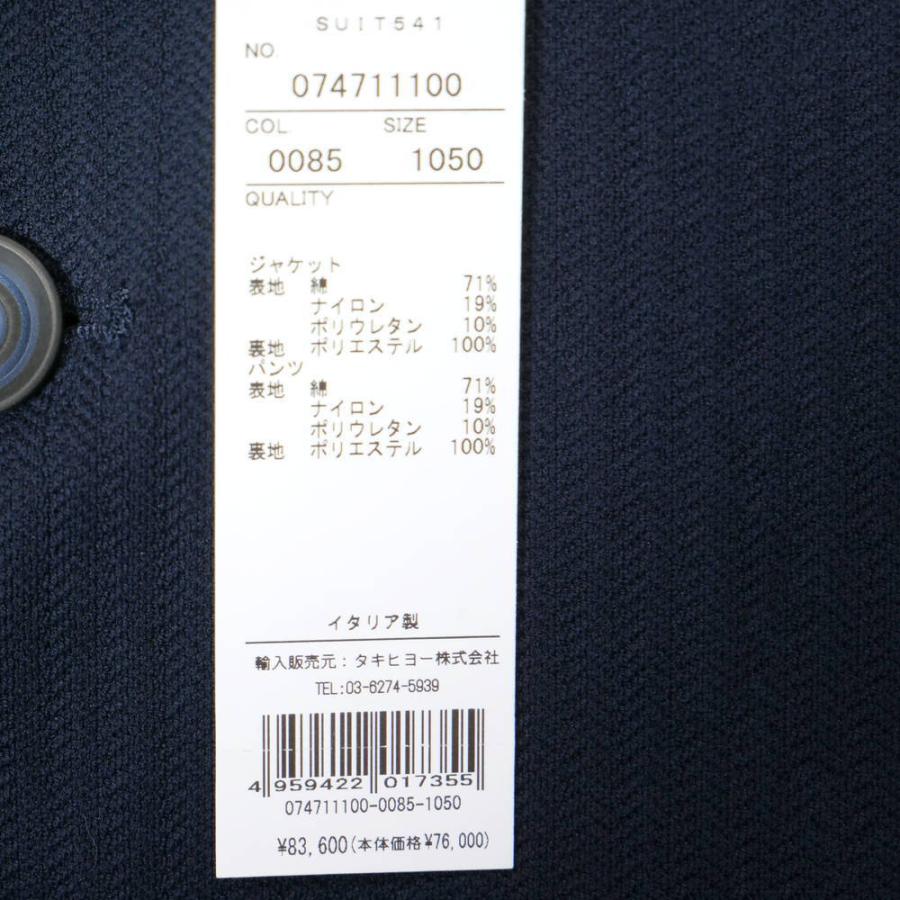 SUIT541
NO.
074711100
COL. SIZE
0085 1050
QUALITY
ジャケット
表地 綿 71%
ナイロン 19%
ポリウレタン 10%
裏地 ポリエステル 100%
パンツ
表地 綿 71%
ナイロン 19%
ポリウレタン 10%
裏地 ポリエステル 100%
イタリア製
輸入販売元：タキヒヨー株式会社
TEL:03-6274-5939
4 959422 017355
074711100-0085-1050
¥83,600(本体価格¥76,000)